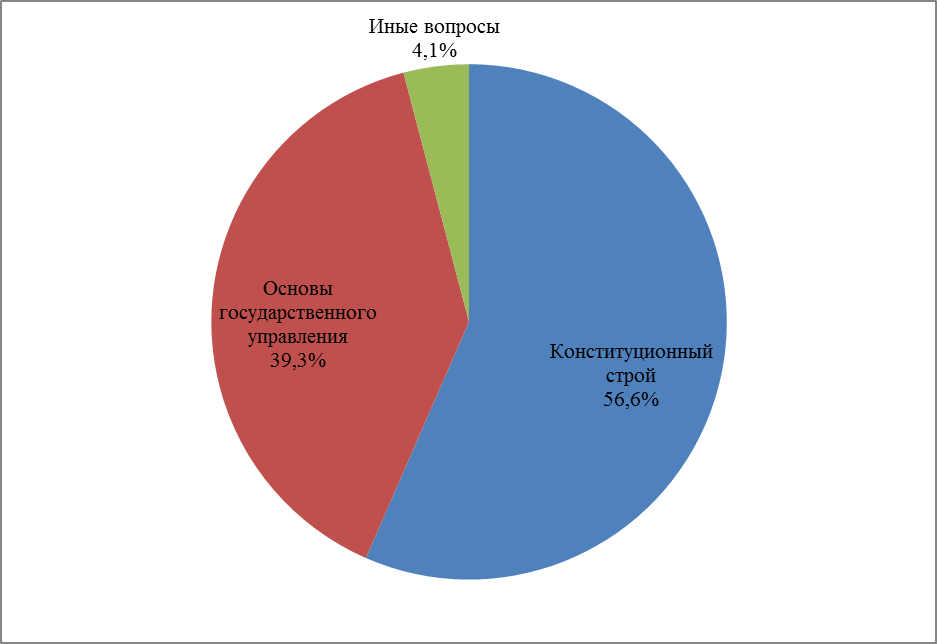 Иные вопросы
4,1%
Основы
государственного
управления
39,3%
Конституционный
строй
56,6%